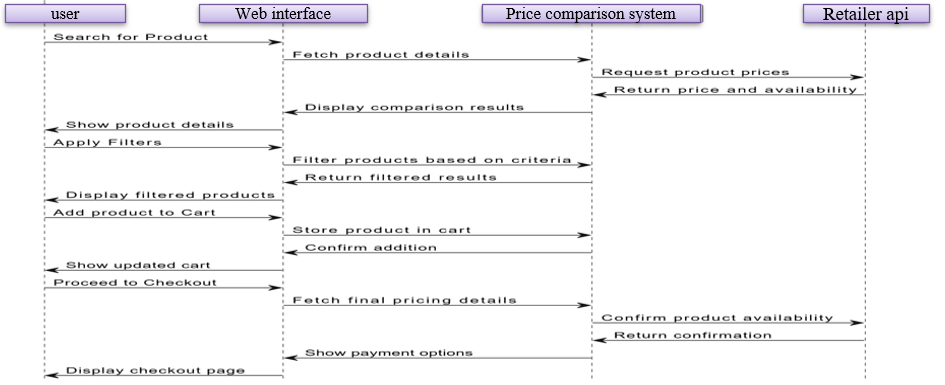 user
Web interface
Price comparison system
Retailer api
Search for Product
Fetch product details
Request product prices
Return price and availability
Display comparison results
Show product details
Apply Filters
Filter products based on criteria
Return filtered results
Display filtered products
Add product to Cart
Store product in cart
Confirm addition
Show updated cart
Proceed to Checkout
Fetch final pricing details
Confirm product availability
Return confirmation
Show payment options
Display checkout page